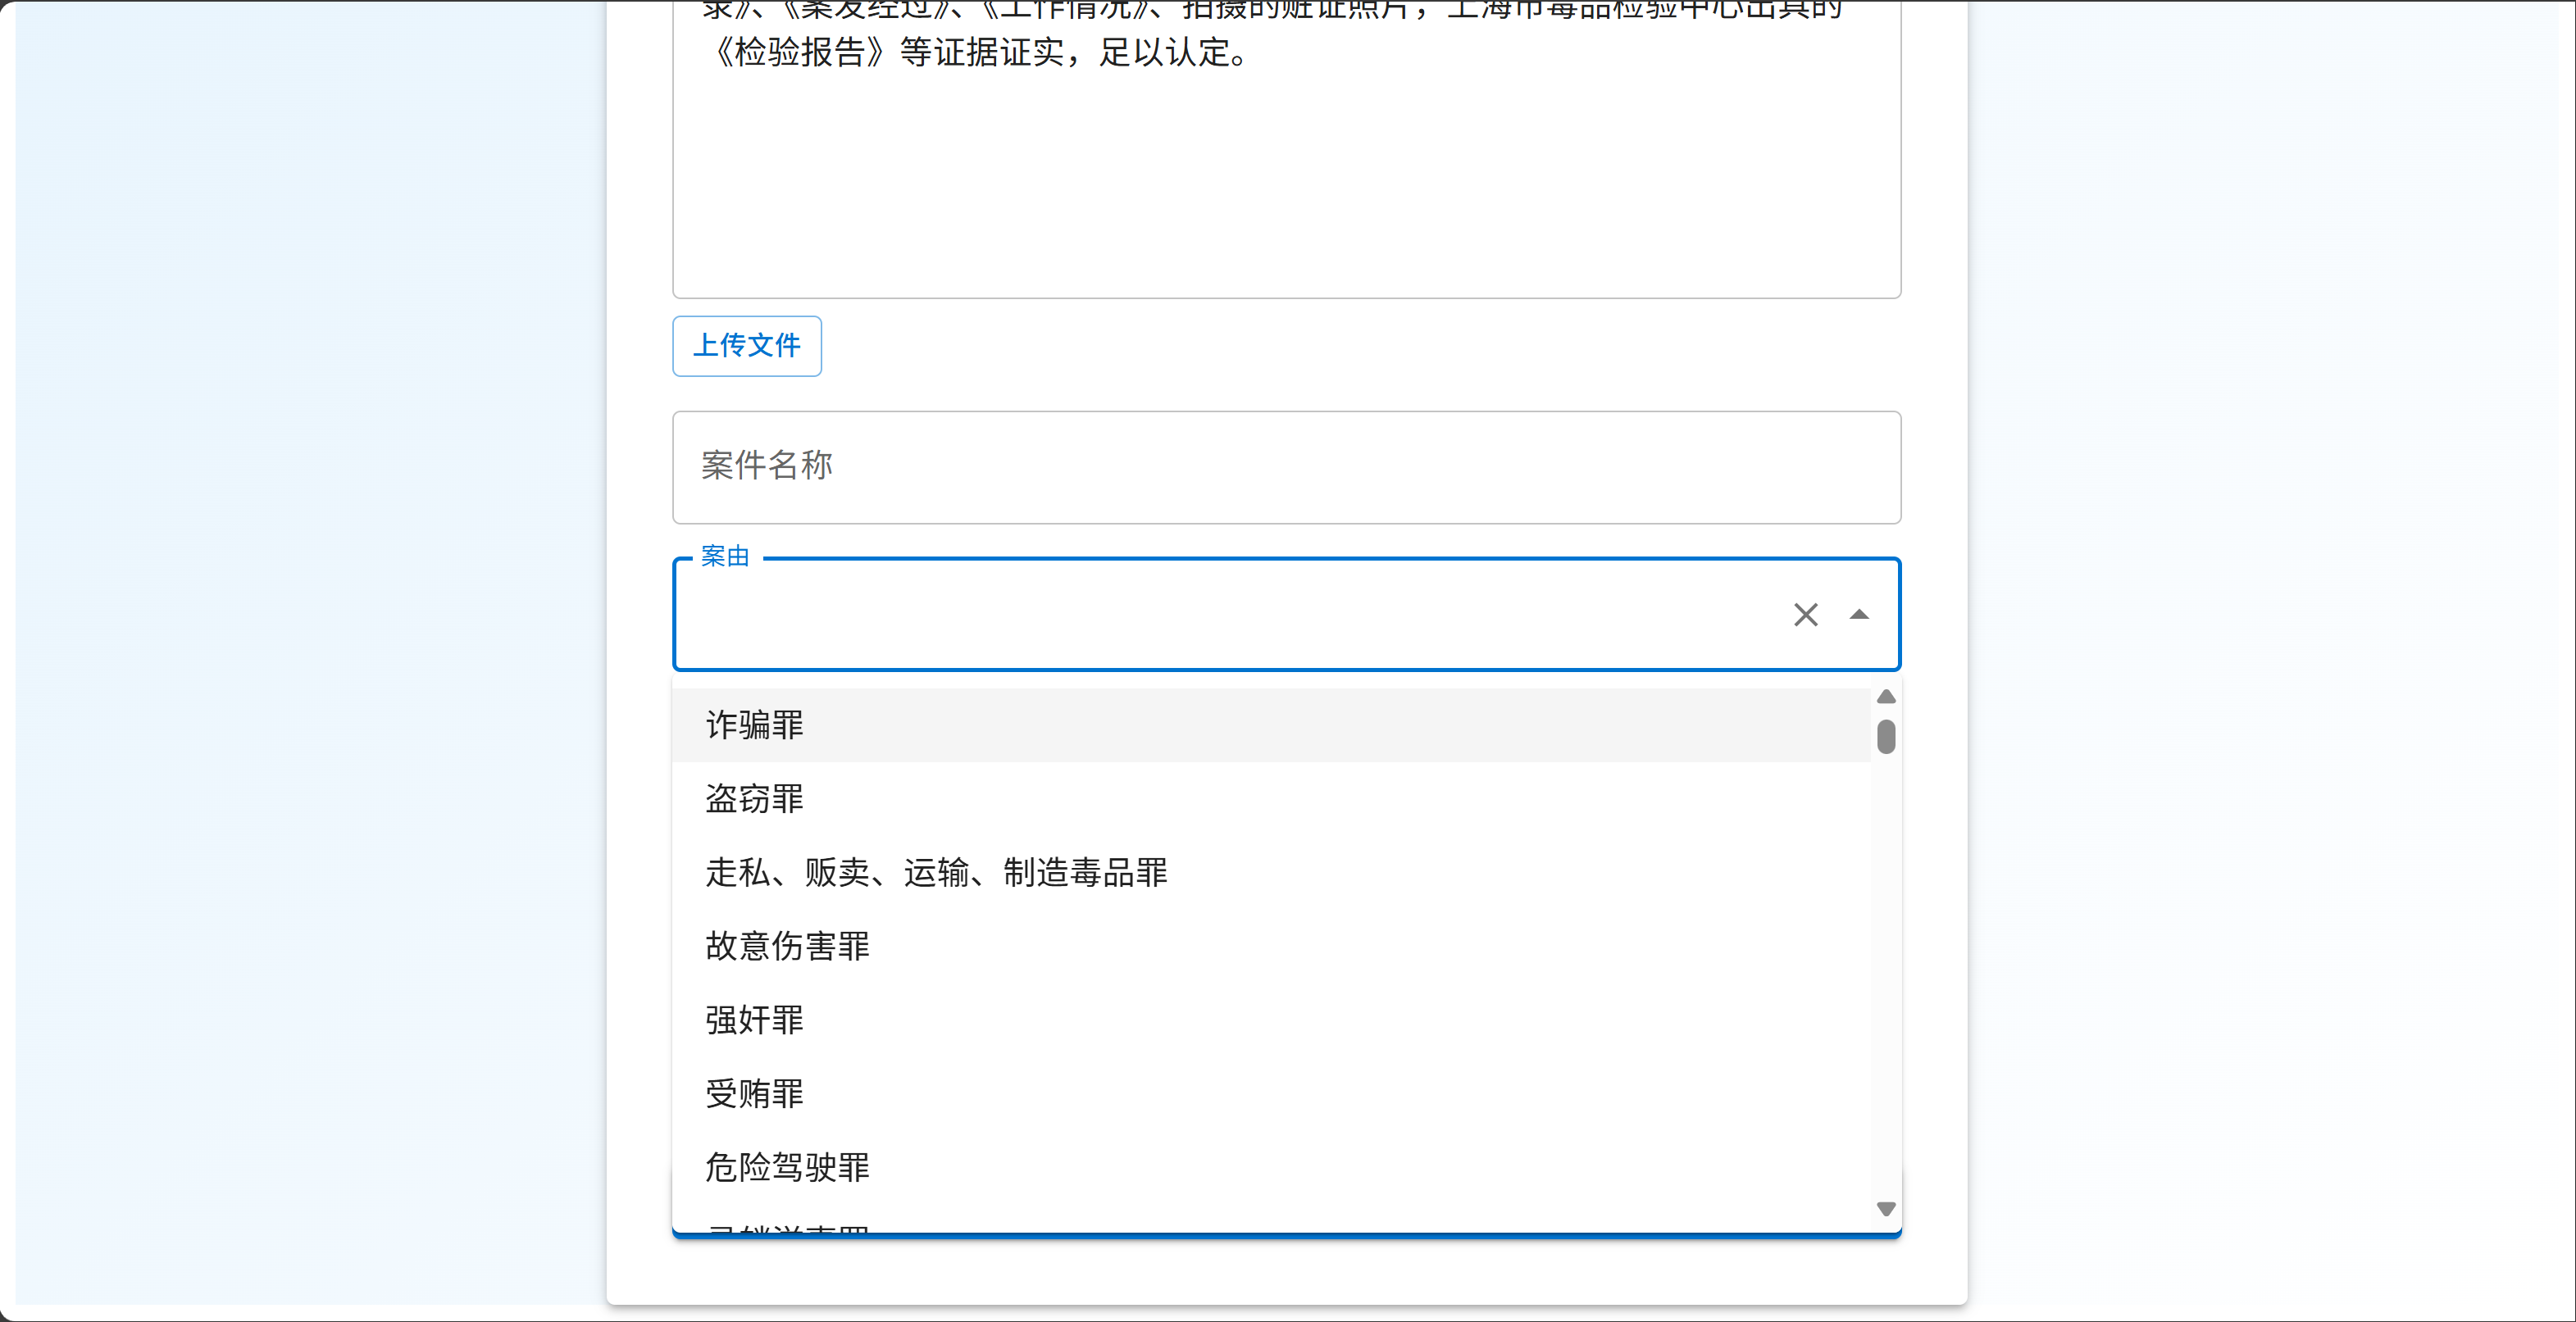 录》、《案发经过》、《工作情况》、拍摄的赃证照片，上海市毒品检验中心出具的
《检验报告》等证据证实，足以认定。
上传文件
案件名称
案由
诈骗罪
盗窃罪
走私、贩卖、运输、制造毒品罪
故意伤害罪
强奸罪
受贿罪
危险驾驶罪